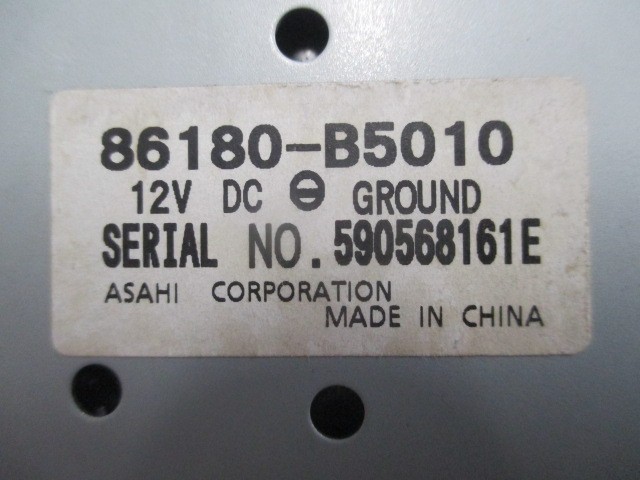 86180-B5010
12V DC ⊖ GROUND
SERIAL NO. 590568161E
ASAHI CORPORATION
MADE IN CHINA